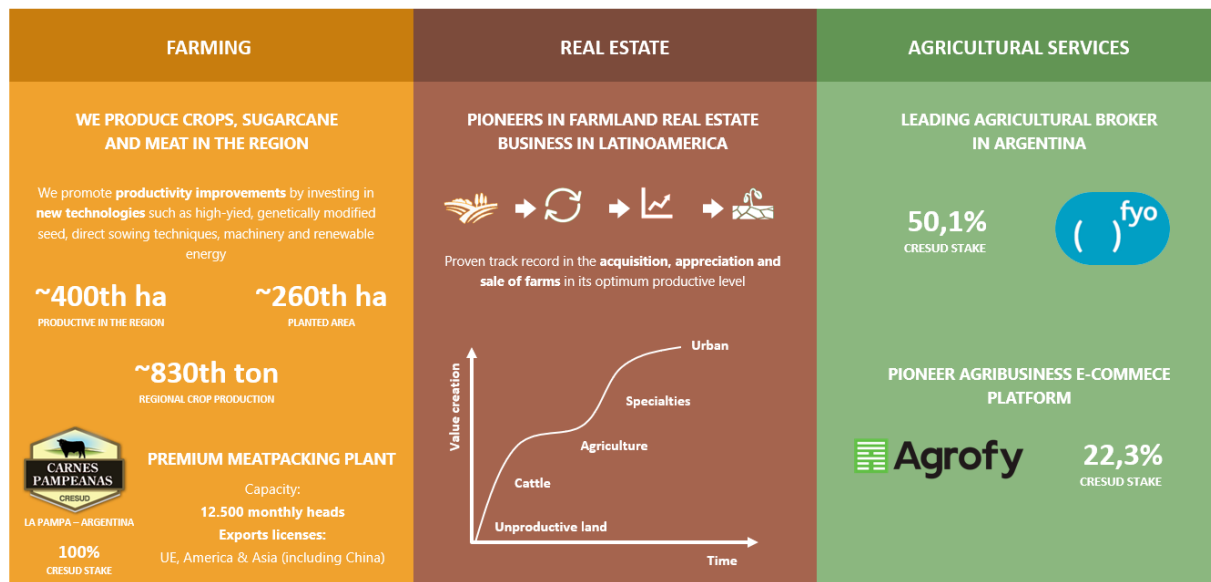 FARMING
WE PRODUCE CROPS, SUGARCANE
AND MEAT IN THE REGION
We promote productivity improvements by investing in
new technologies such as high-yied, genetically modified
seed, direct sowing techniques, machinery and renewable
energy
~400th ha
PRODUCTIVE IN THE REGION
~260th ha
PLANTED AREA
~830th ton
REGIONAL CROP PRODUCTION
CARNES
PAMPEANAS
CRESUD
LA PAMPA – ARGENTINA
100%
CRESUD STAKE
PREMIUM MEATPACKING PLANT
Capacity:
12.500 monthly heads
Exports licenses:
UE, America & Asia (including China)
REAL ESTATE
PIONEERS IN FARMLAND REAL ESTATE
BUSINESS IN LATINOAMERICA
Proven track record in the acquisition, appreciation and
sale of farms in its optimum productive level
Value creation
Urban
Specialties
Agriculture
Cattle
Unproductive land
Time
AGRICULTURAL SERVICES
LEADING AGRICULTURAL BROKER
IN ARGENTINA
50,1%
CRESUD STAKE
( ) fyo
PIONEER AGRIBUSINESS E-COMMECE
PLATFORM
Agrofy
22,3%
CRESUD STAKE